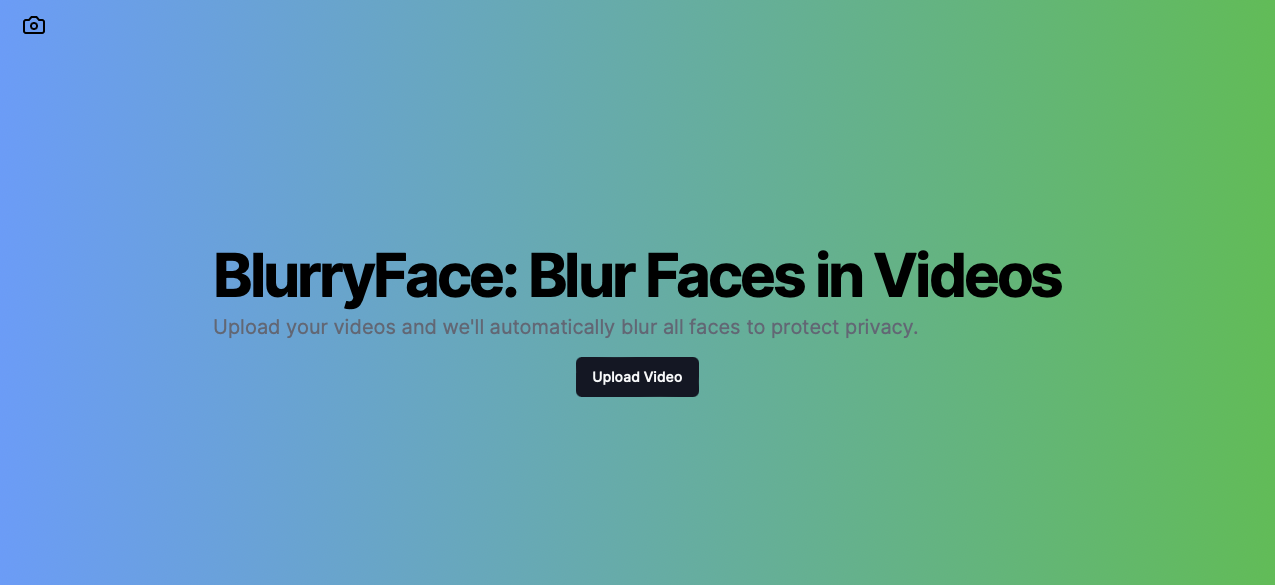 BlurryFace: Blur Faces in Videos
Upload your videos and we'll automatically blur all faces to protect privacy.
Upload Video